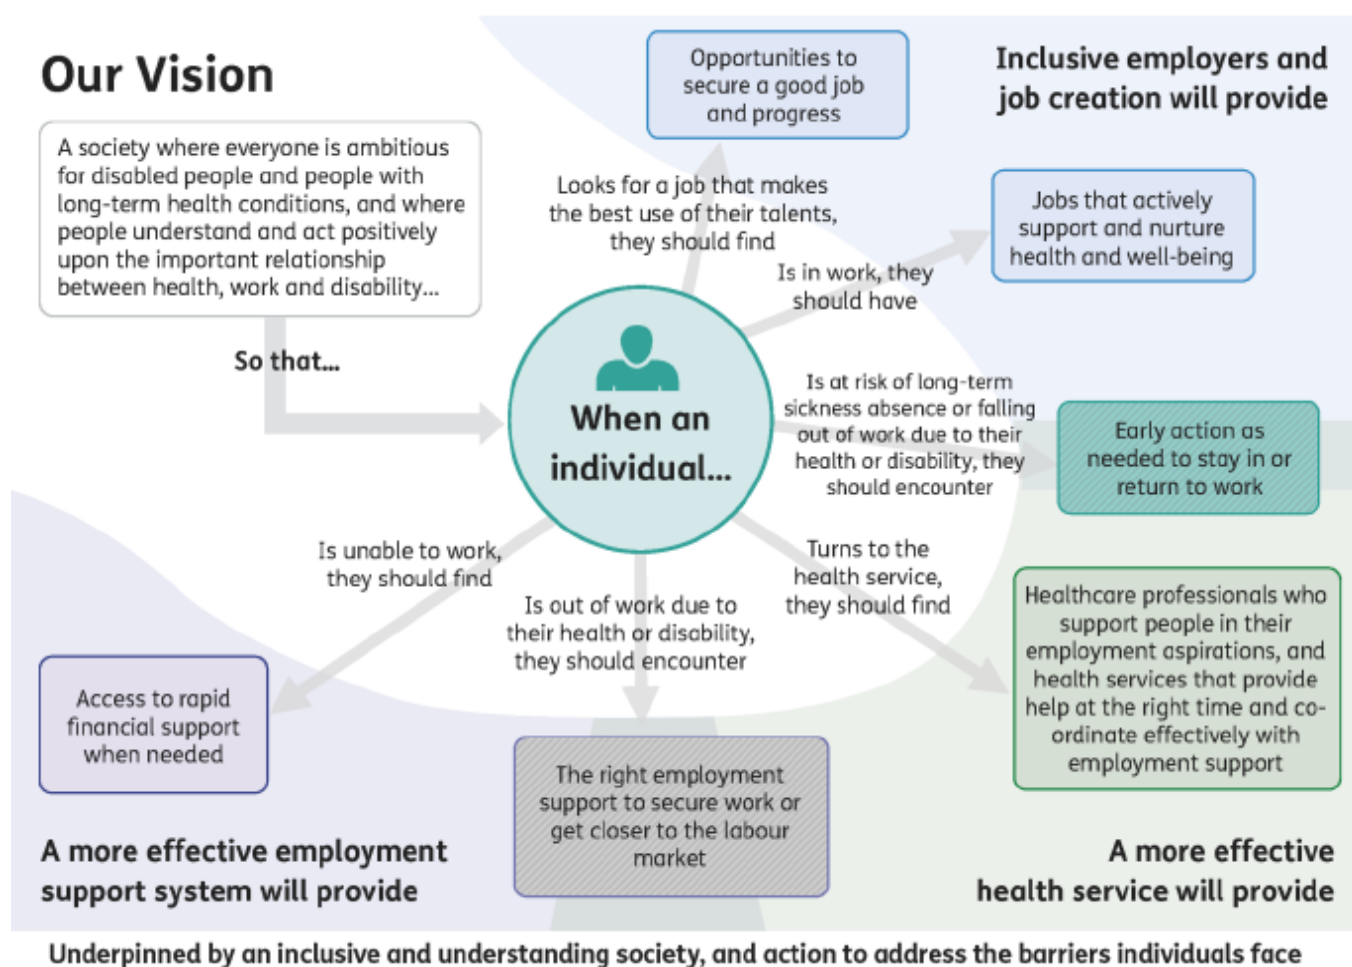 Our Vision
A society where everyone is ambitious
for disabled people and people with
long-term health conditions, and where
people understand and act positively
upon the important relationship
between health, work and disability...
So that...
When an
individual...
Looks for a job that makes
the best use of their talents,
they should find
Opportunities to
secure a good job
and progress
Inclusive employers and
job creation will provide
Is in work, they
should have
Jobs that actively
support and nurture
health and well-being
Is at risk of long-term
sickness absence or falling
out of work due to their
health or disability, they
should encounter
Early action as
needed to stay in or
return to work
Turns to the
health service,
they should find
Healthcare professionals who
support people in their
employment aspirations, and
health services that provide
help at the right time and co-
ordinate effectively with
employment support
A more effective
health service will provide
Is out of work due to
their health or disability,
they should encounter
The right employment
support to secure work or
get closer to the labour
market
Is unable to work,
they should find
Access to rapid
financial support
when needed
A more effective employment
support system will provide
Underpinned by an inclusive and understanding society, and action to address the barriers individuals face